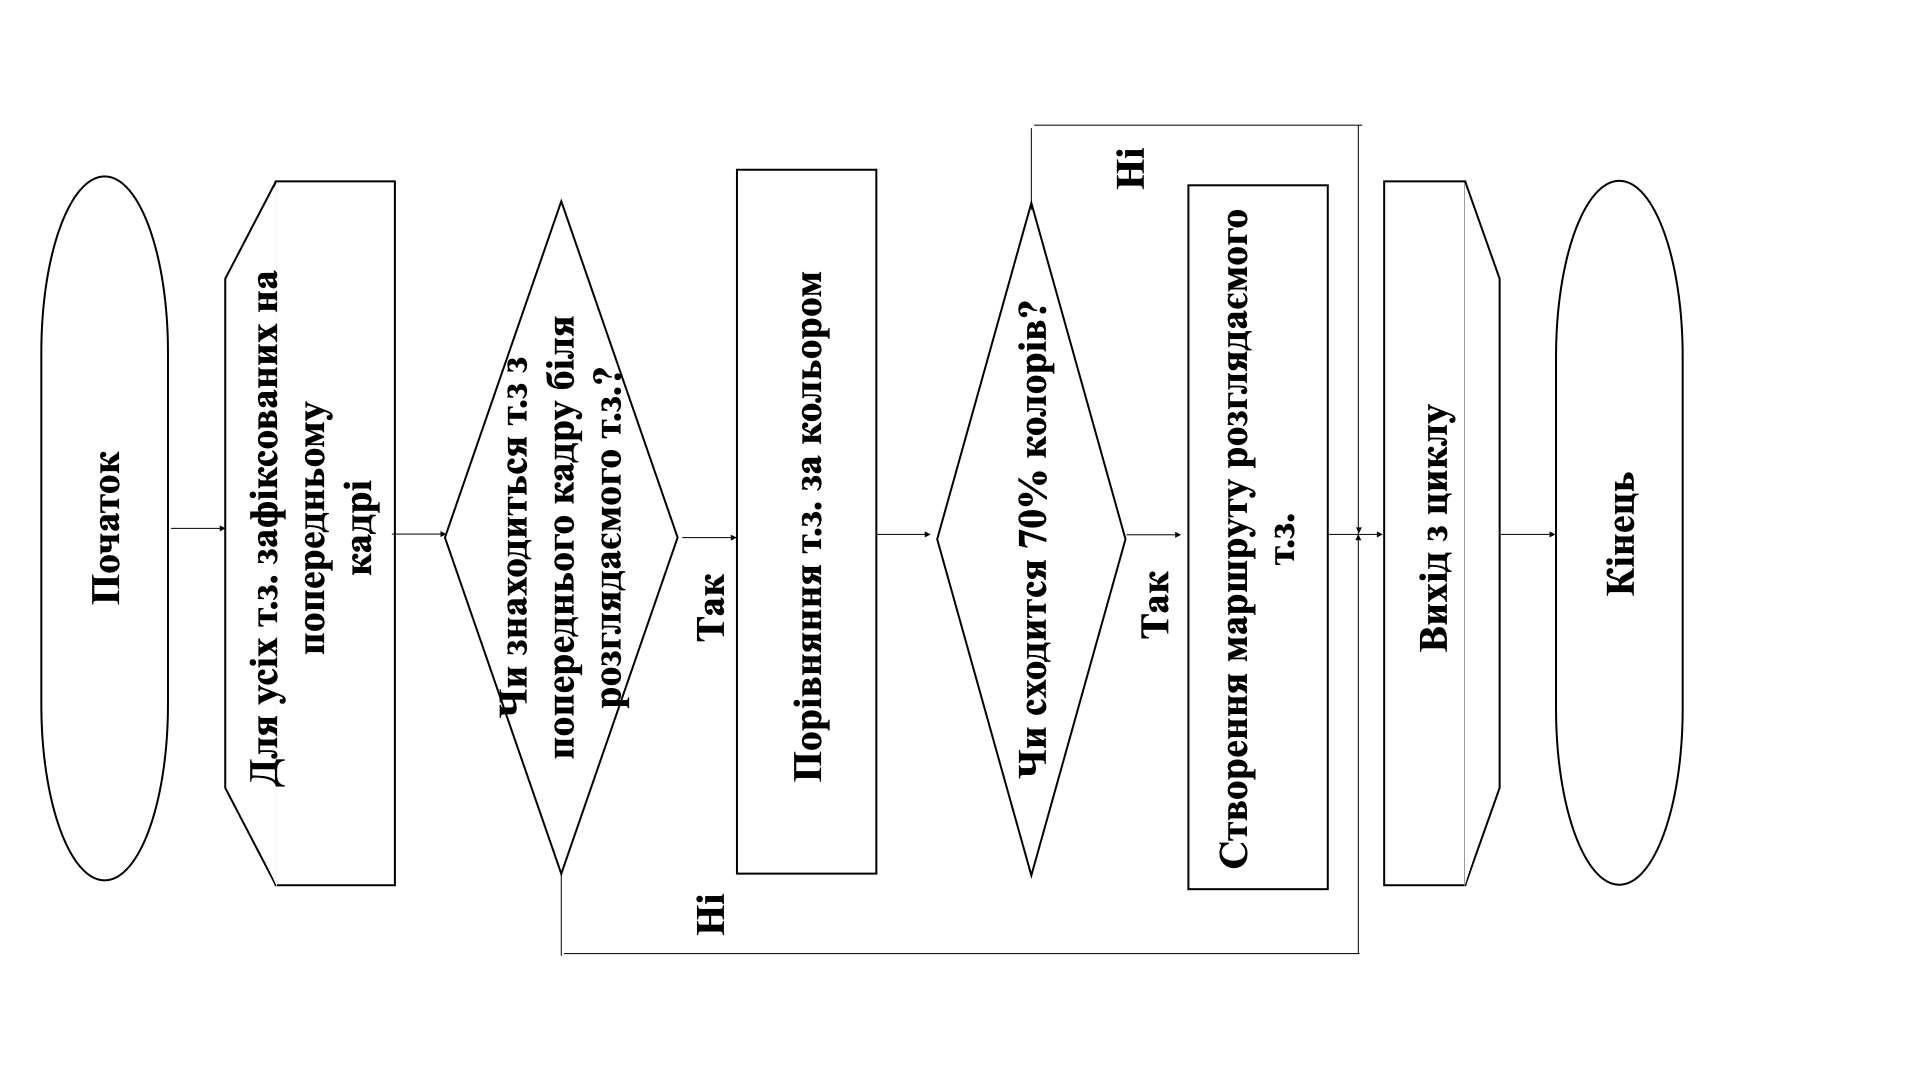 Початок
Для усіх т.з. зафіксованих на
попередньому
кадрі
Чи знаходиться т.з з
попереднього кадру біля
розглядаємого т.з.?
Так
Ні
Порівняння т.з. за кольором
Чи сходится 70% колорів?
Ні
Так
Створення маршруту розглядаємого
т.з.
Вихід з циклу
Кінець